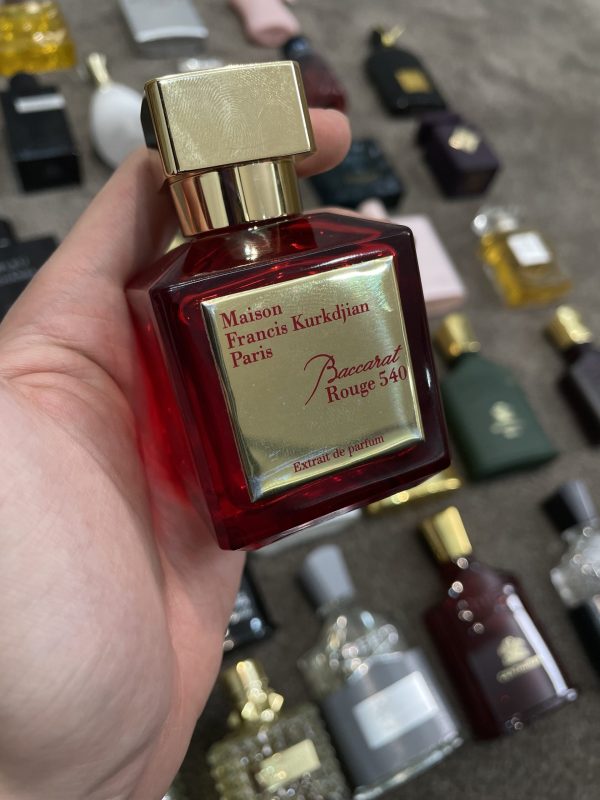 Maison
Francis Kurkdjian
Paris
Baccarat
Rouge 540
Extrait de parfum